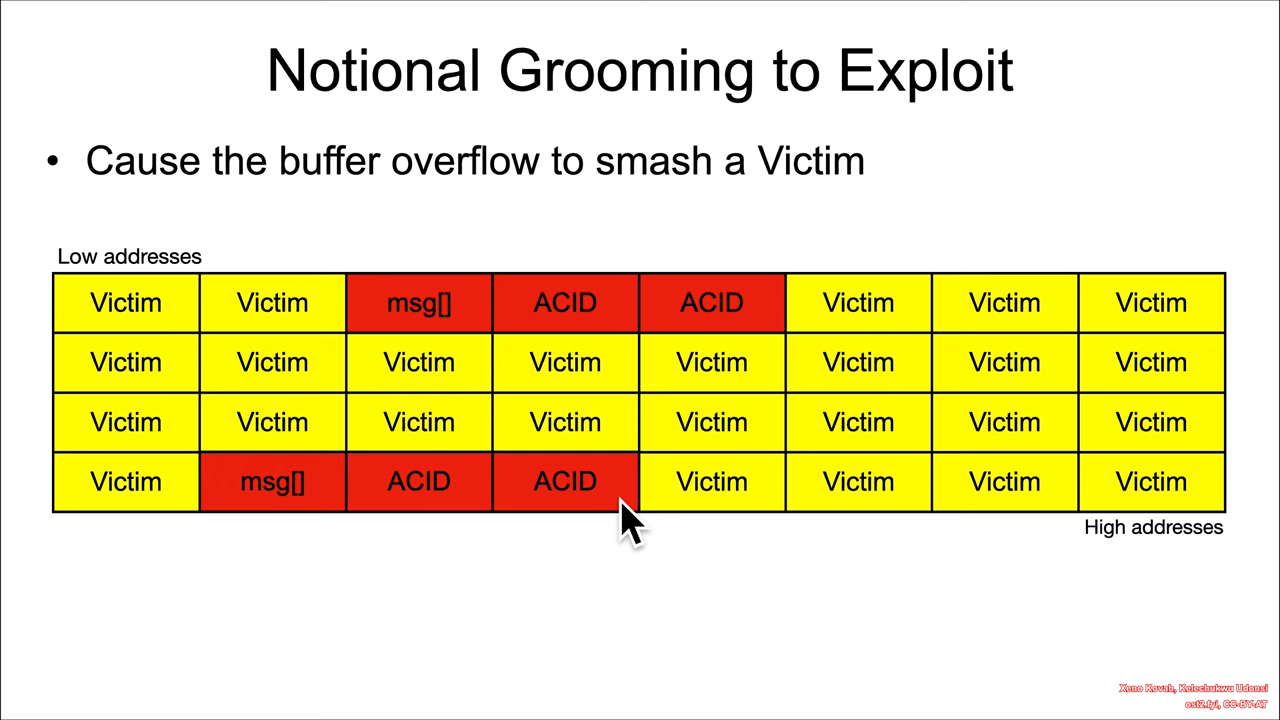 Notional Grooming to Exploit
• Cause the buffer overflow to smash a Victim
Low addresses
Victim Victim msg[] ACID ACID Victim Victim Victim
Victim Victim Victim Victim Victim Victim Victim Victim
Victim Victim Victim Victim Victim Victim Victim Victim
Victim msg[] ACID ACID Victim Victim Victim Victim
High addresses
Xeno Kovah, Kelechukwu Udonsi
ost2.fyi, CC-BY-AT